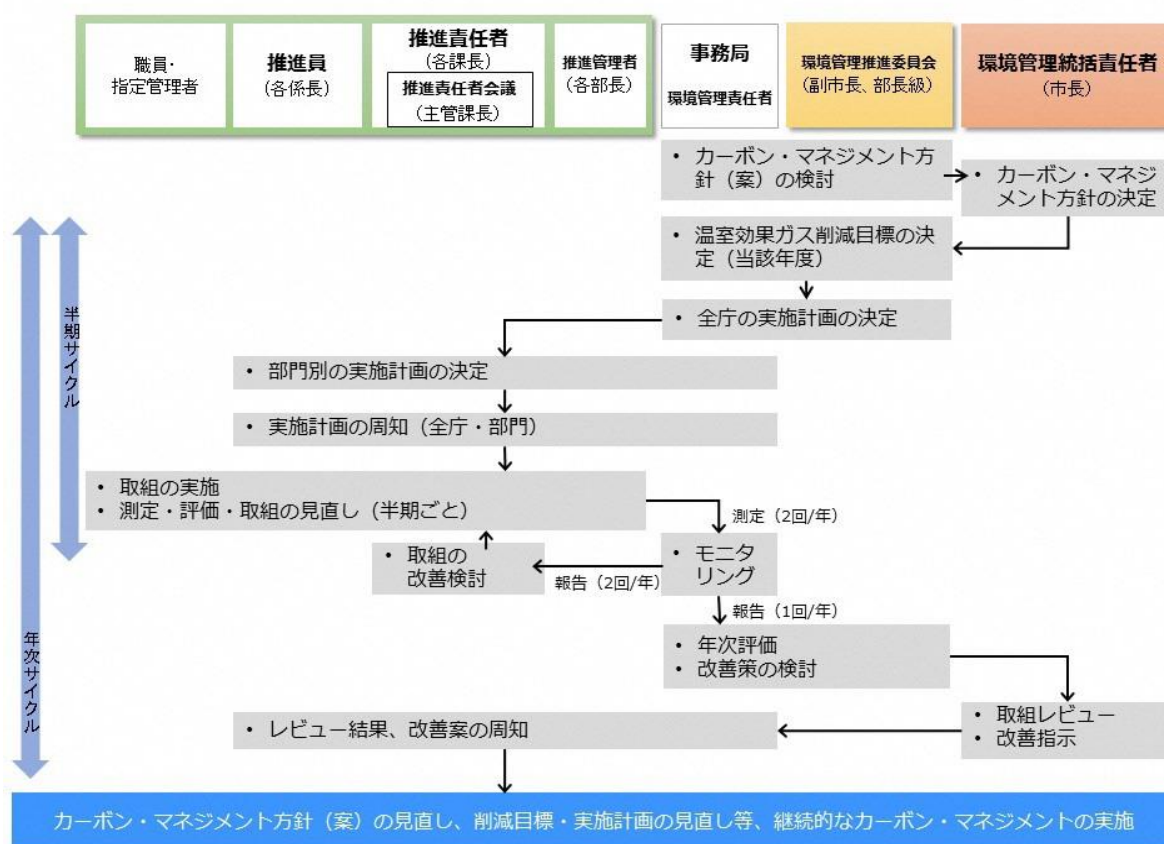 職員・
指定管理者
推進員
(各係長)
推進責任者
(各課長)
推進責任者会議
(主管課長)
推進管理者
(各部長)
事務局
環境管理責任者
環境管理推進委員会
(副市長、部長級)
環境管理統括責任者
(市長)
• カーボン・マネジメント方
針（案）の検討
• カーボン・マネジ
メント方針の決定
• 温室効果ガス削減目標の決
定（当該年度）
• 全庁の実施計画の決定
• 部門別の実施計画の決定
• 実施計画の周知（全庁・部門）
• 取組の実施
• 測定・評価・取組の見直し（半期ごと）
測定（2回/年）
• モニタ
リング
• 取組の
改善検討
報告（2回/年）
報告（1回/年）
• 年次評価
• 改善策の検討
• 取組レビュー
• 改善指示
• レビュー結果、改善案の周知
半期サイクル
年次サイクル
カーボン・マネジメント方針（案）の見直し、削減目標・実施計画の見直し等、継続的なカーボン・マネジメントの実施